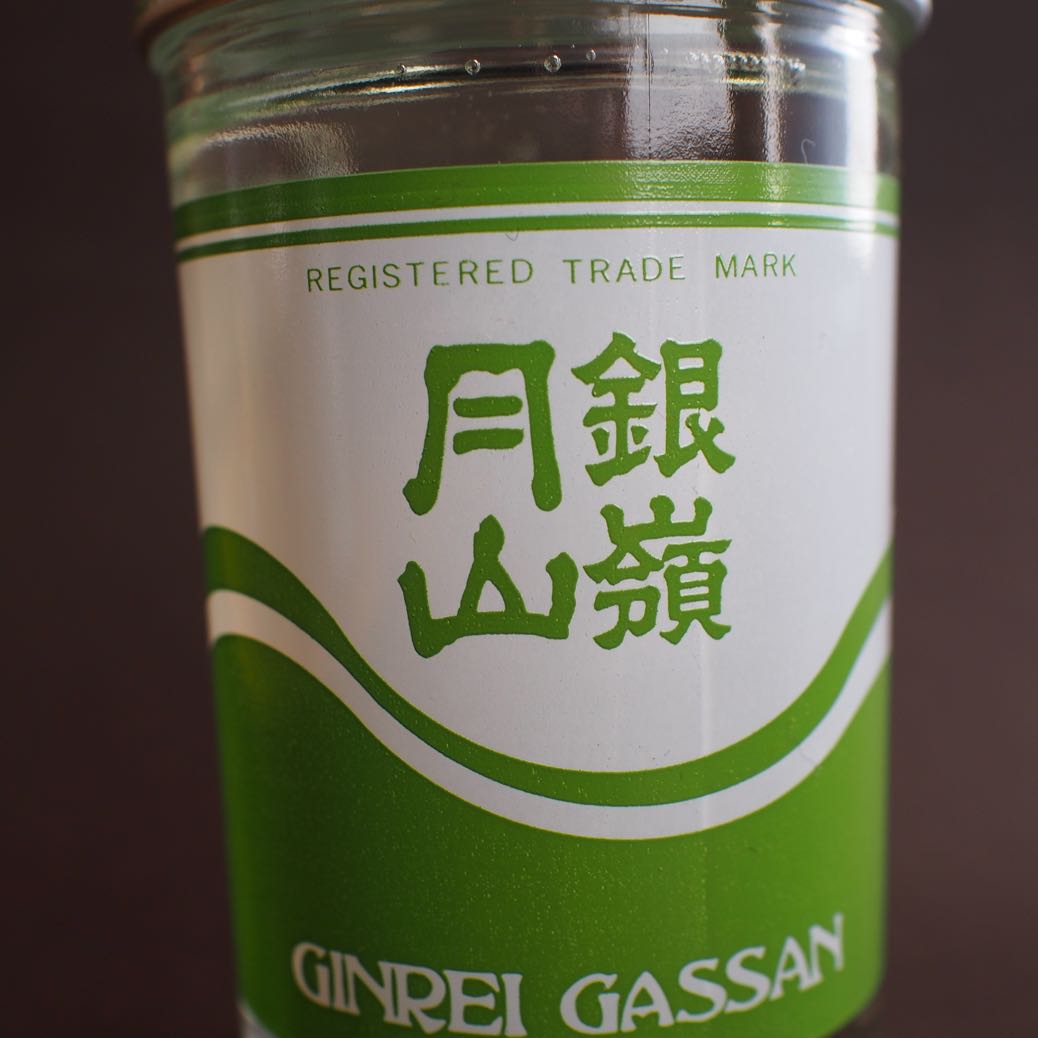 REGISTERED TRADE MARK
銀嶺
月山
GINREI GASSAN